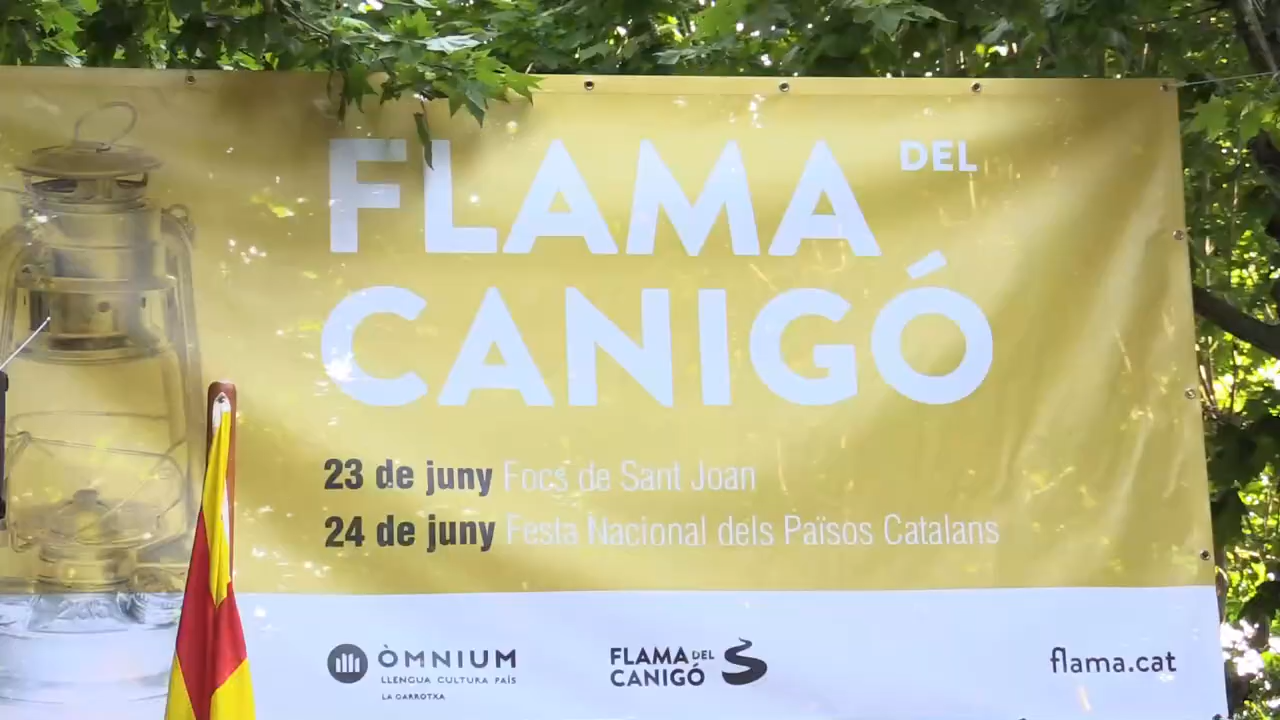 FLAMA DEL
CANIGÓ
23 de juny Focs de Sant Joan
24 de juny Festa Nacional dels Països Catalans
ÒMNIUM
LLENGUA CULTURA PAÍS
LA GARROTXA
FLAMA DEL
CANIGÓ
flama.cat